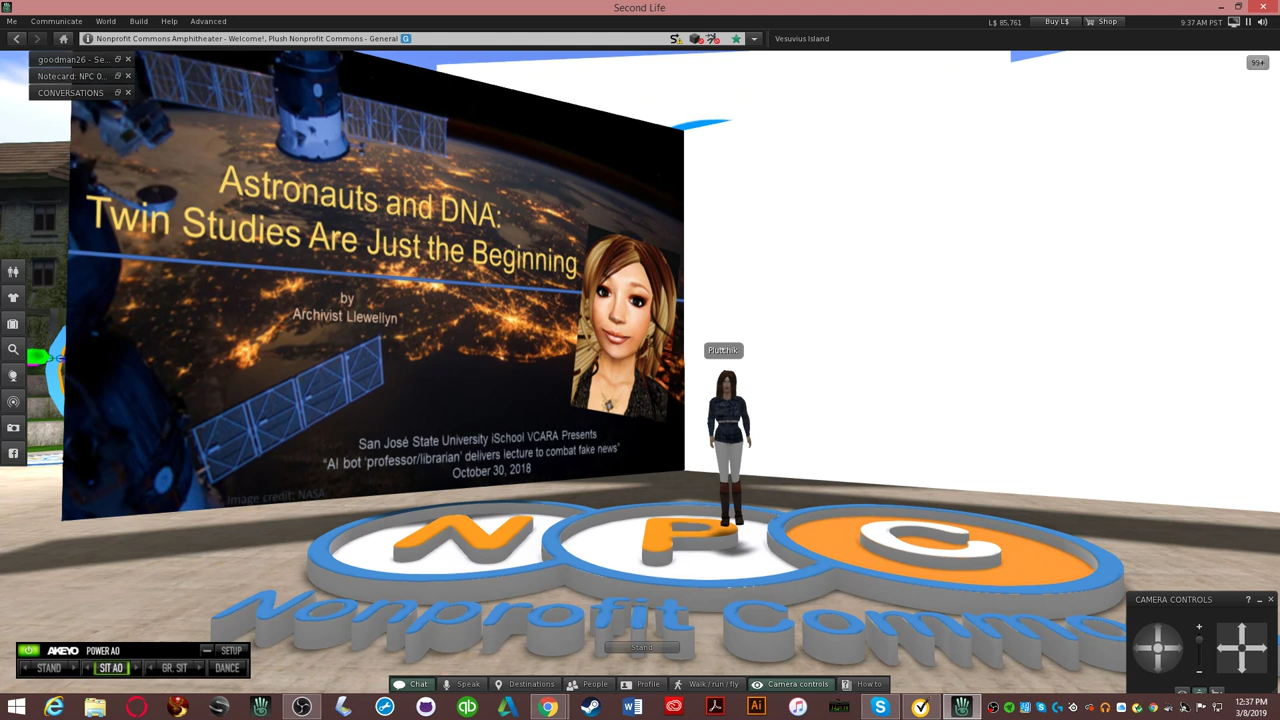 Second Life
Me Communicate World Build Help Advanced
L$ 85,761 Buy L$ Shop 9:37 AM PST
Nonprofit Commons Amphitheater - Welcome!, Plush Nonprofit Commons - General G
Vesuvius Island
goodman26 - Se...
Notecard: NPC 0...
CONVERSATIONS
99+
Astronauts and DNA:
Twin Studies Are Just the Beginning
by
Archivist Llewellyn
San José State University iSchool VCARA Presents
"AI bot 'professor/librarian' delivers lecture to combat fake news"
October 30, 2018
Image credit: NASA
Plutchik
NPC
Nonprofit Commo
CAMERA CONTROLS
Stand
AKEYO POWER AO SETUP
STAND SIT AO GR. SIT DANCE
Chat Speak Destinations People Profile Walk / run / fly Camera controls How to
12:37 PM
3/8/2019